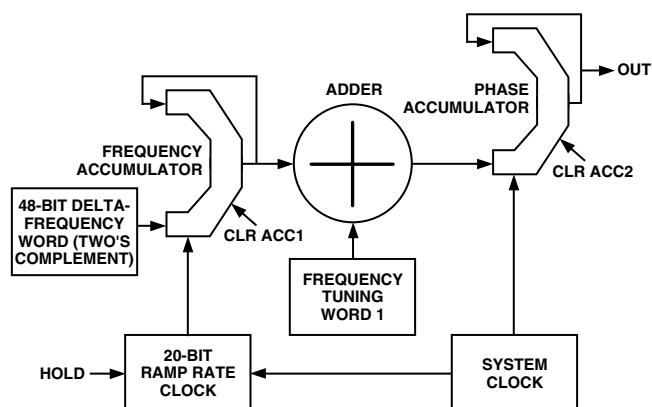 OUT
ADDER
PHASE
ACCUMULATOR
FREQUENCY
ACCUMULATOR
CLR ACC2
48-BIT DELTA-
FREQUENCY
WORD (TWO'S
COMPLEMENT)
CLR ACC1
FREQUENCY
TUNING
WORD 1
HOLD
20-BIT
RAMP RATE
CLOCK
SYSTEM
CLOCK